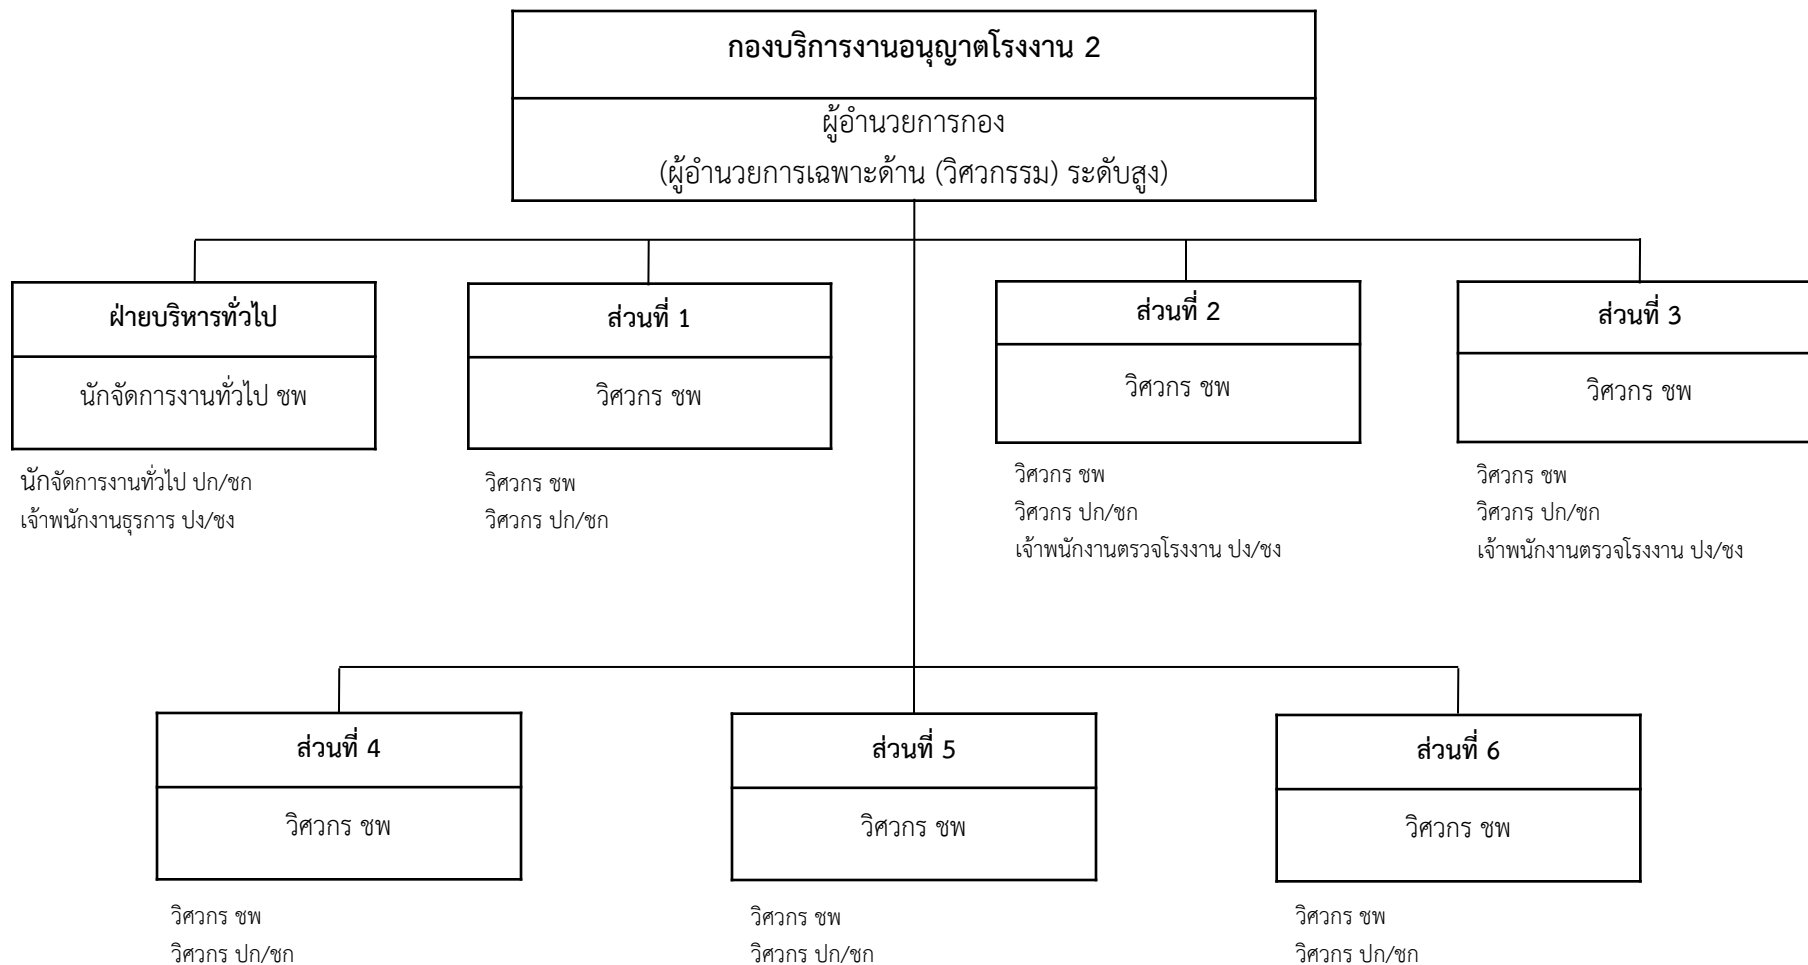 กองบริการงานอนุญาตโรงงาน 2
ผู้อำนวยการกอง
(ผู้อำนวยการเฉพาะด้าน (วิศวกรรม) ระดับสูง)
ฝ่ายบริหารทั่วไป
นักจัดการงานทั่วไป ชพ
นักจัดการงานทั่วไป ปก/ชก
เจ้าพนักงานธุรการ ปง/ชง
ส่วนที่ 1
วิศวกร ชพ
วิศวกร ชพ
วิศวกร ปก/ชก
ส่วนที่ 2
วิศวกร ชพ
วิศวกร ชพ
วิศวกร ปก/ชก
เจ้าพนักงานตรวจโรงงาน ปง/ชง
ส่วนที่ 3
วิศวกร ชพ
วิศวกร ชพ
วิศวกร ปก/ชก
เจ้าพนักงานตรวจโรงงาน ปง/ชง
ส่วนที่ 4
วิศวกร ชพ
วิศวกร ชพ
วิศวกร ปก/ชก
ส่วนที่ 5
วิศวกร ชพ
วิศวกร ชพ
วิศวกร ปก/ชก
ส่วนที่ 6
วิศวกร ชพ
วิศวกร ชพ
วิศวกร ปก/ชก